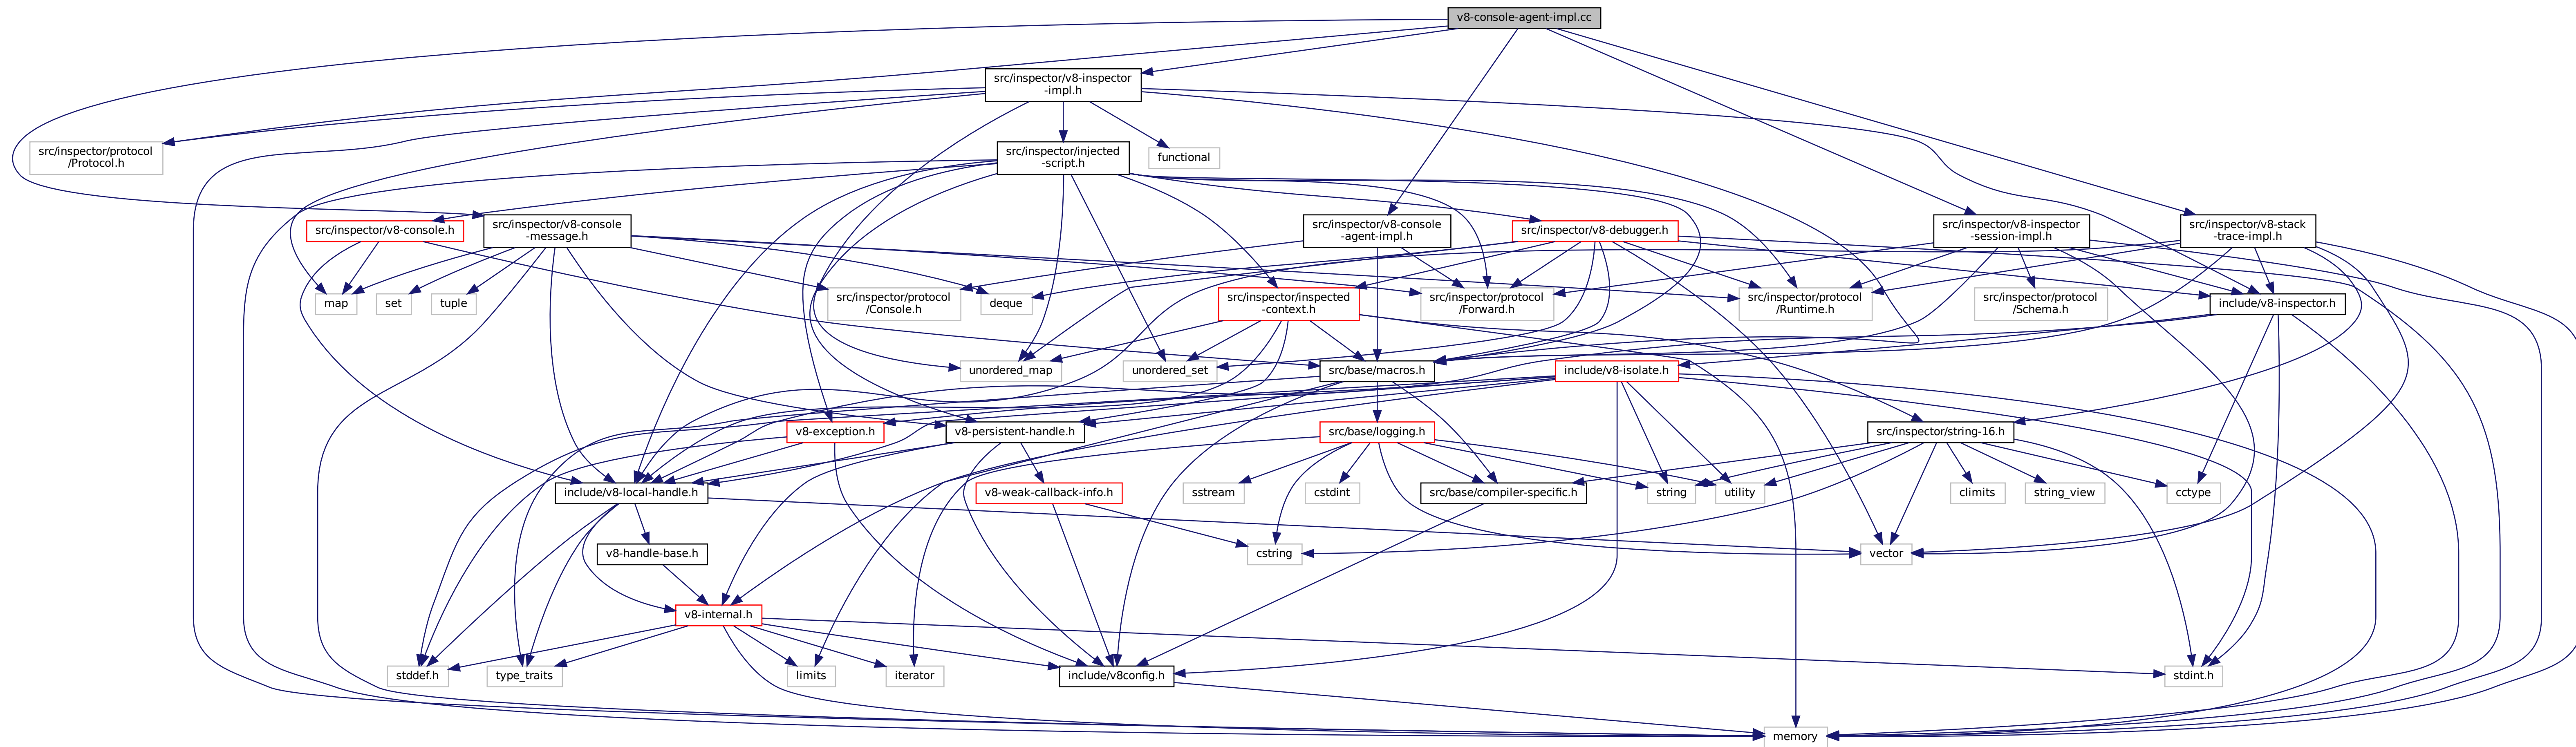 v8-console-agent-impl.cc
src/inspector/v8-inspector
-impl.h
src/inspector/protocol
/Protocol.h
src/inspector/injected
-script.h
functional
src/inspector/v8-console.h
src/inspector/v8-console
-message.h
src/inspector/v8-console
-agent-impl.h
src/inspector/v8-debugger.h
src/inspector/v8-inspector
-session-impl.h
src/inspector/v8-stack
-trace-impl.h
map
set
tuple
src/inspector/protocol
/Console.h
deque
src/inspector/inspected
-context.h
src/inspector/protocol
/Forward.h
src/inspector/protocol
/Runtime.h
src/inspector/protocol
/Schema.h
include/v8-inspector.h
unordered_map
unordered_set
src/base/macros.h
include/v8-isolate.h
v8-exception.h
v8-persistent-handle.h
src/base/logging.h
src/inspector/string-16.h
include/v8-local-handle.h
v8-weak-callback-info.h
sstream
cstdint
src/base/compiler-specific.h
string
utility
climits
string_view
cctype
v8-handle-base.h
cstring
vector
v8-internal.h
stddef.h
type_traits
limits
iterator
include/v8config.h
stdint.h
memory